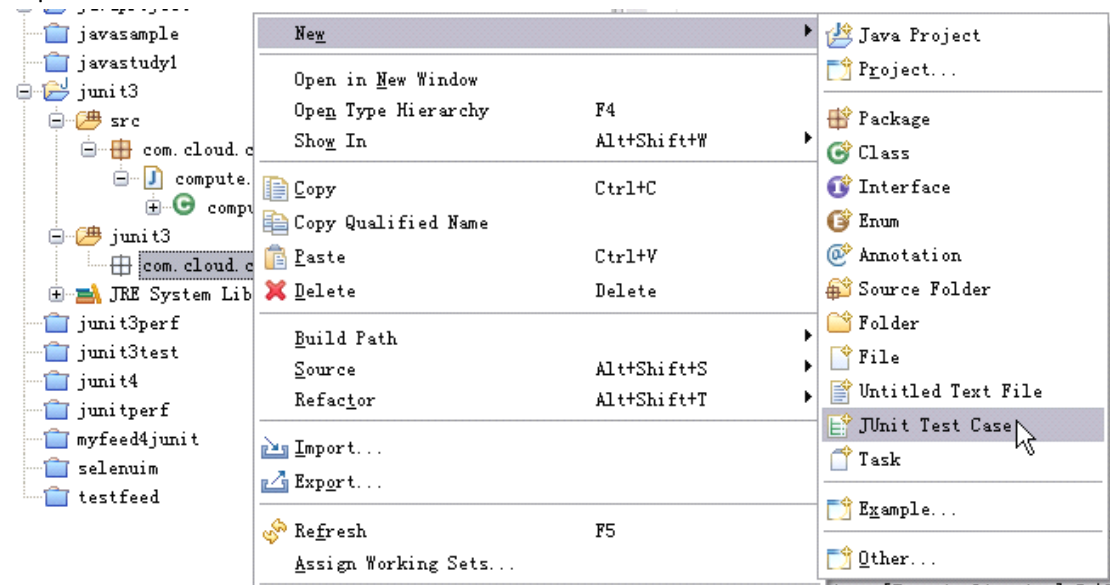 javasample
javastudy1
junit3
src
com.cloud.c
compute.
compu
junit3
com.cloud.c
JRE System Lib
junit3perf
junit3test
junit4
junitperf
myfeed4junit
selenuim
testfeed
New
Open in New Window
Open Type Hierarchy F4
Show In Alt+Shift+W
Copy Ctrl+C
Copy Qualified Name
Paste Ctrl+V
Delete Delete
Build Path
Source Alt+Shift+S
Refactor Alt+Shift+T
Import...
Export...
Refresh F5
Assign Working Sets...
Java Project
Project...
Package
Class
Interface
Enum
Annotation
Source Folder
Folder
File
Untitled Text File
JUnit Test Case
Task
Example...
Other...